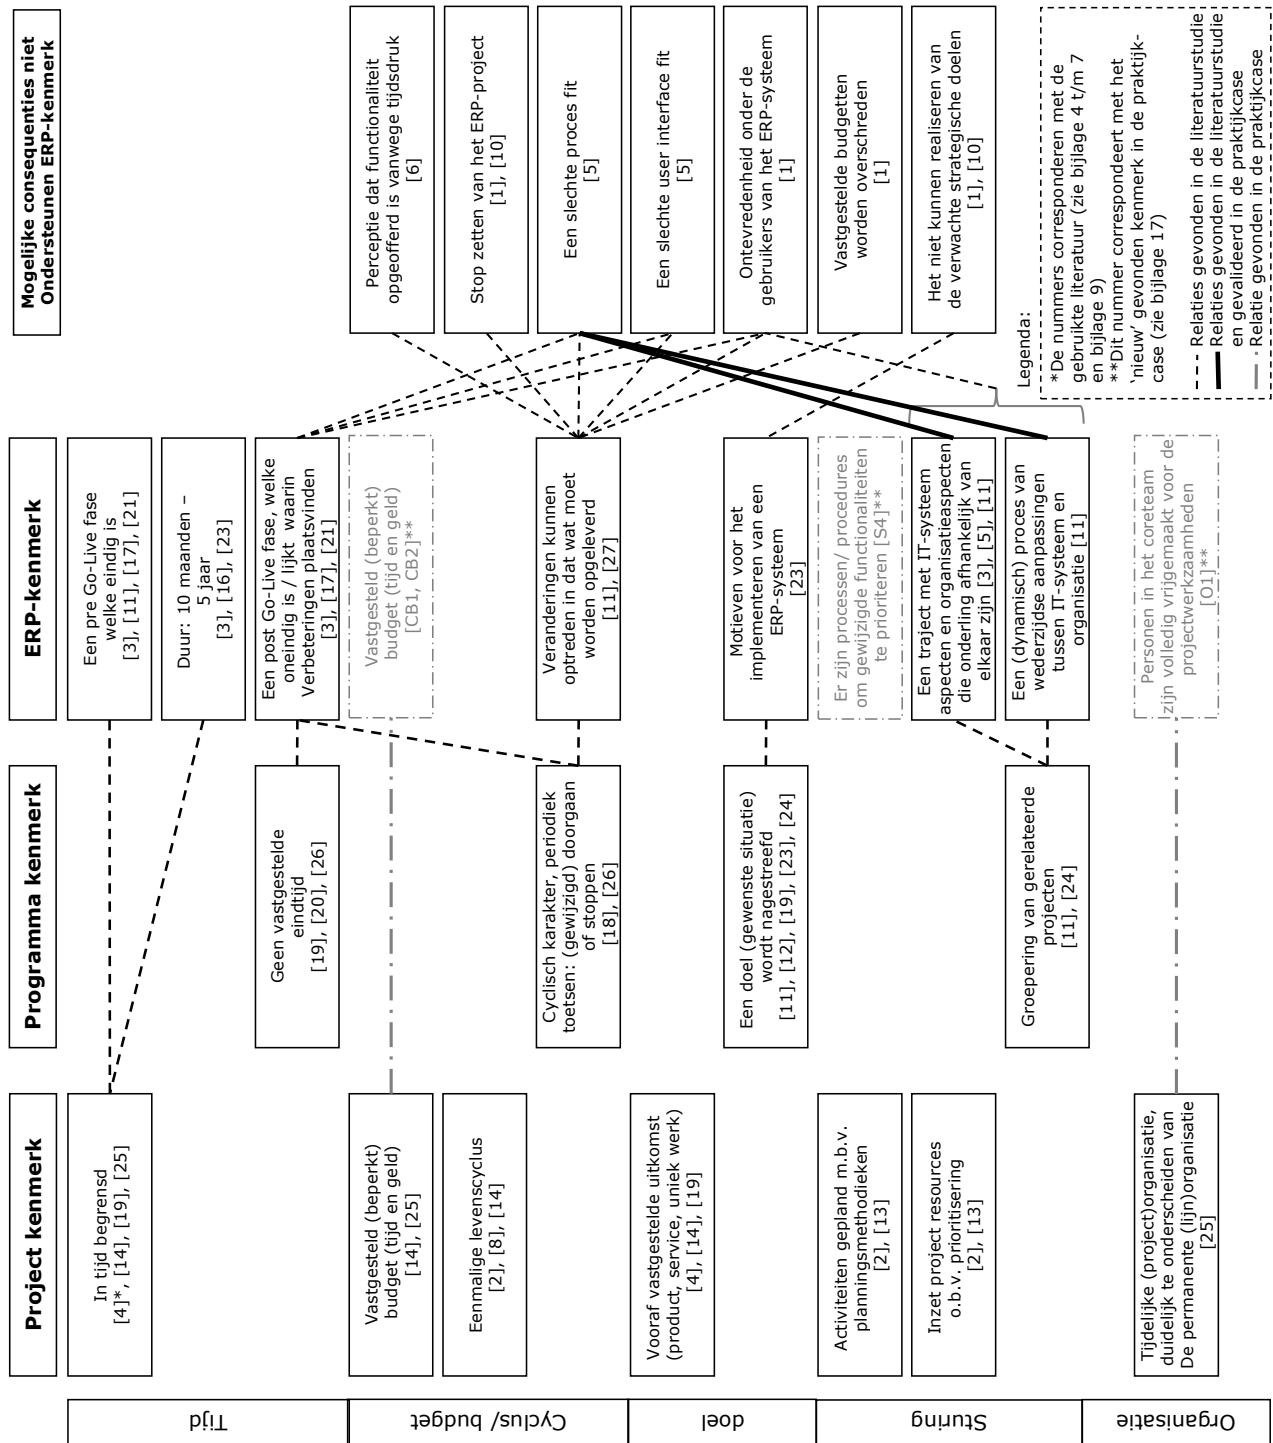 Project kenmerk
Programma kenmerk
ERP-kenmerk
Mogelijke consequenties niet
Ondersteunen ERP-kenmerk
Tijd
In tijd begrensd
[4]*, [14], [19], [25]
Geen vastgestelde
eindtijd
[19], [20], [26]
Een pre Go-Live fase
welke eindig is
[3], [11], [17], [21]
Duur: 10 maanden –
5 jaar
[3], [16], [23]
Een post Go-Live fase, welke
oneindig is / lijkt  waarin
Verbeteringen plaatsvinden
[3], [17], [21]
Cyclus/ budget
Vastgesteld (beperkt)
budget (tijd en geld)
[14], [25]
Eenmalige levenscyclus
[2], [8], [14]
Cyclisch karakter, periodiek
toetsen: (gewijzigd) doorgaan
of stoppen
[18], [26]
Vastgesteld (beperkt)
budget (tijd en geld)
[CB1, CB2]**
Veranderingen kunnen
optreden in dat wat moet
worden opgeleverd
[11], [27]
doel
Vooraf vastgestelde uitkomst
(product, service, uniek werk)
[4], [14], [19]
Een doel (gewenste situatie)
wordt nagestreefd
[11], [12], [19], [23], [24]
Motieven voor het
implementeren van een
ERP-systeem
[23]
Sturing
Activiteiten gepland m.b.v.
planningsmethodieken
[2], [13]
Inzet project resources
o.b.v. prioritisering
[2], [13]
Groepering van gerelateerde
projecten
[11], [24]
Er zijn processen/ procedures
om gewijzigde functionaliteiten
te prioriteren [S4]**
Een traject met IT-systeem
aspecten en organisatieaspecten
die onderling afhankelijk van
elkaar zijn [3], [5], [11]
Een (dynamisch) proces van
wederzijdse aanpassingen
tussen IT-systeem en
organisatie [11]
Organisatie
Tijdelijke (project)organisatie,
duidelijk te onderscheiden van
De permanente (lijn)organisatie
[25]
Personen in het coreteam
zijn volledig vrijgemaakt voor de
projectwerkzaamheden
[O1]**
Perceptie dat functionaliteit
opgeofferd is vanwege tijdsdruk
[6]
Stop zetten van het ERP-project
[1], [10]
Een slechte proces fit
[5]
Een slechte user interface fit
[5]
Ontevredenheid onder de
gebruikers van het ERP-systeem
[1]
Vastgestelde budgetten
worden overschreden
[1]
Het niet kunnen realiseren van
de verwachte strategische doelen
[1], [10]
Legenda:
*De nummers corresponderen met de
gebruikte literatuur (zie bijlage 4 t/m 7
en bijlage 9)
**Dit nummer correspondeert met het
‘nieuw’ gevonden kenmerk in de praktijk-
case (zie bijlage 17)
Relaties gevonden in de literatuurstudie
Relaties gevonden in de literatuurstudie
en gevalideerd in de praktijkcase
Relatie gevonden in de praktijkcase